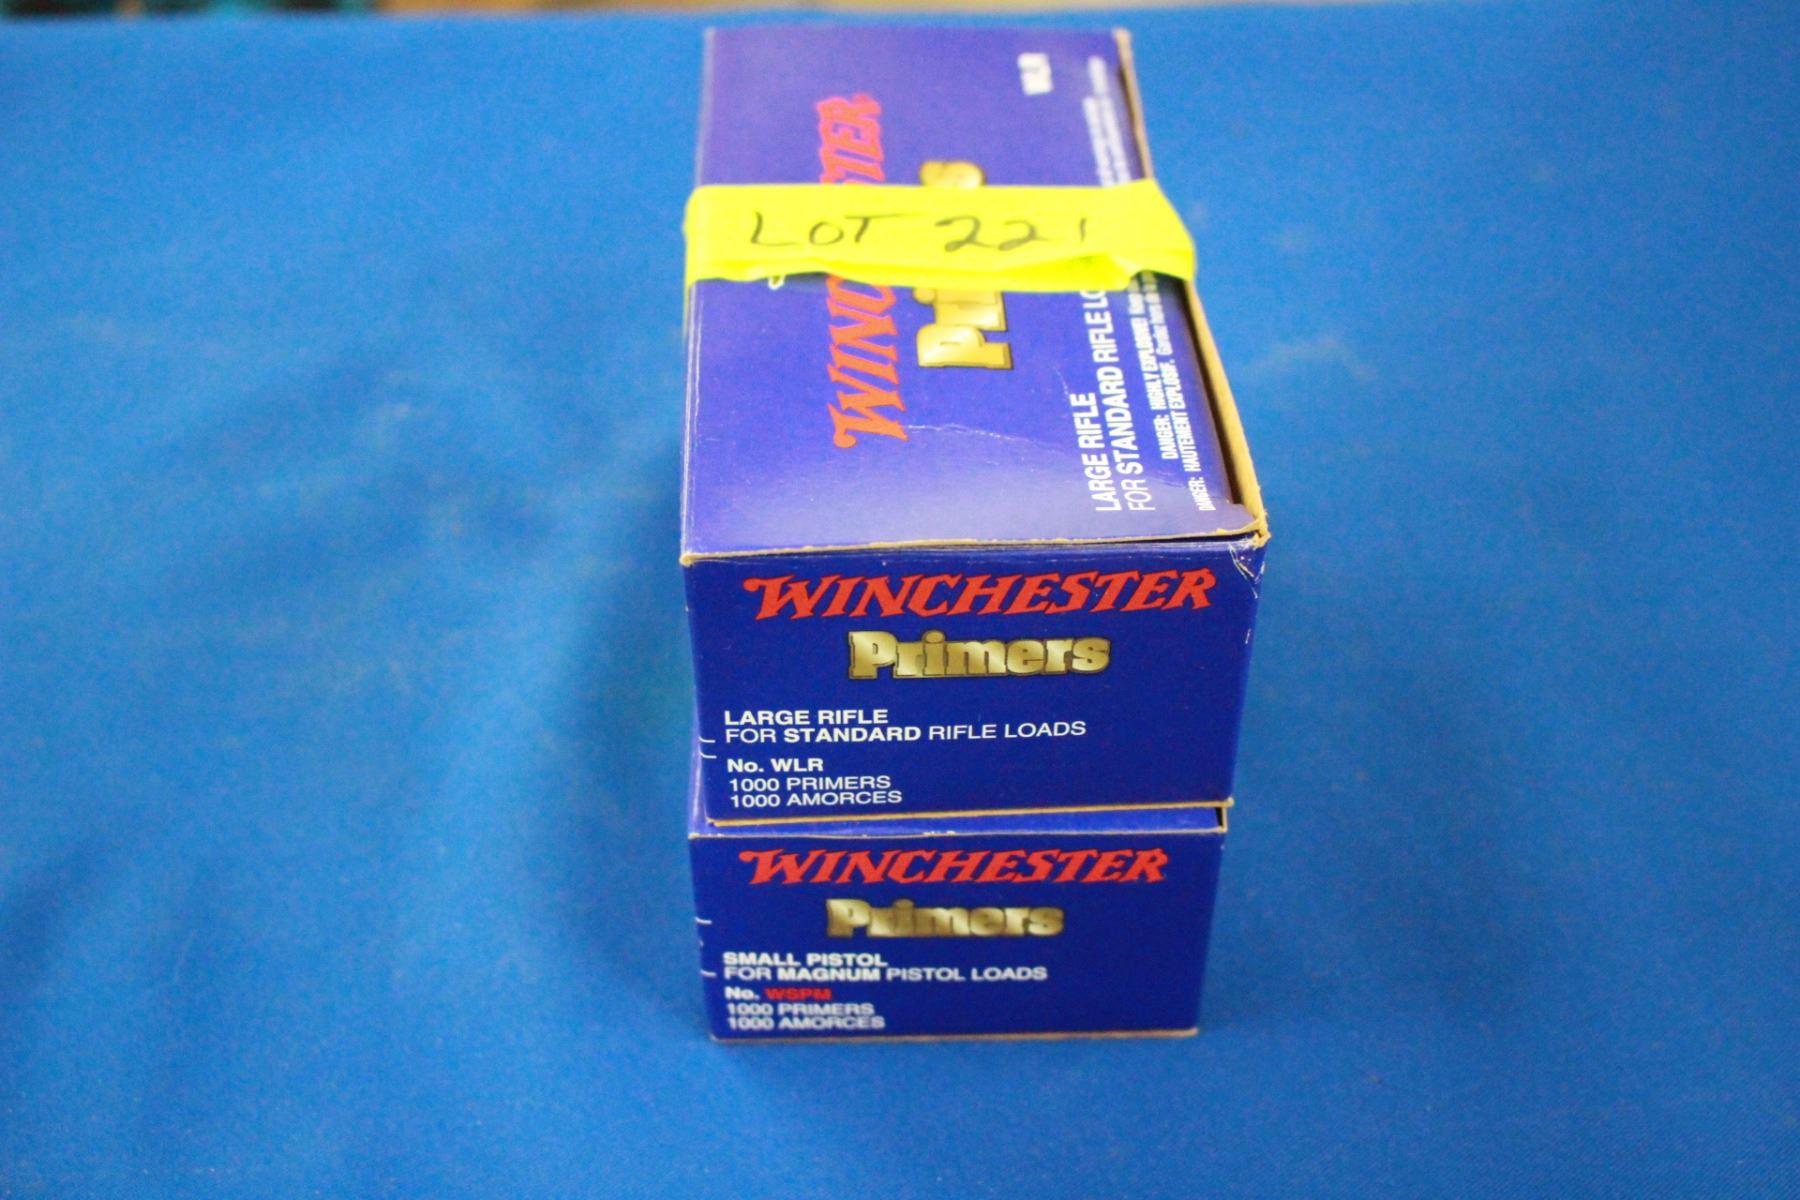 WLR
LOT 221
LARGE RIFLE
FOR STANDARD RIFLE
DANGER: HIGHLY EXPLOSIVE!
DANGER: HAUTEMENT EXPLOSIF.
WINCHESTER
Primers
LARGE RIFLE
FOR STANDARD RIFLE LOADS
No. WLR
1000 PRIMERS
1000 AMORCES
WINCHESTER
Primers
SMALL PISTOL
FOR MAGNUM PISTOL LOADS
No. WSPM
1000 PRIMERS
1000 AMORCES